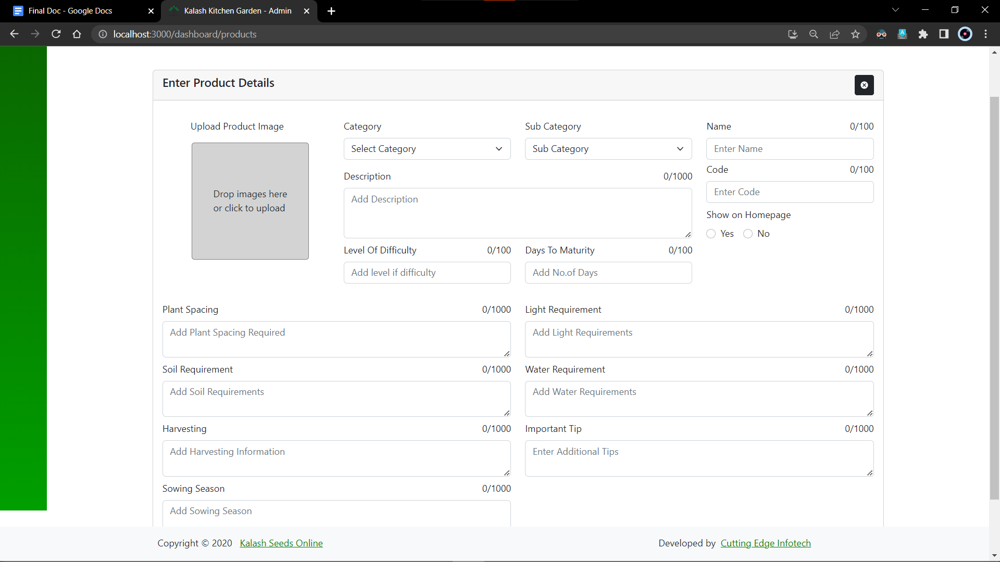 Final Doc - Google Docs
Kalash Kitchen Garden - Admin
localhost:3000/dashboard/products
Enter Product Details
Upload Product Image
Category
Sub Category
Name 0/100
Drop images here
or click to upload
Select Category
Sub Category
Enter Name
Description 0/1000
Code 0/100
Add Description
Enter Code
Show on Homepage
Yes No
Level Of Difficulty 0/100
Days To Maturity 0/100
Add level if difficulty
Add No.of Days
Plant Spacing 0/1000
Light Requirement 0/1000
Add Plant Spacing Required
Add Light Requirements
Soil Requirement 0/1000
Water Requirement 0/1000
Add Soil Requirements
Add Water Requirements
Harvesting 0/1000
Important Tip 0/1000
Add Harvesting Information
Enter Additional Tips
Sowing Season 0/1000
Add Sowing Season
Copyright © 2020 Kalash Seeds Online
Developed by Cutting Edge Infotech